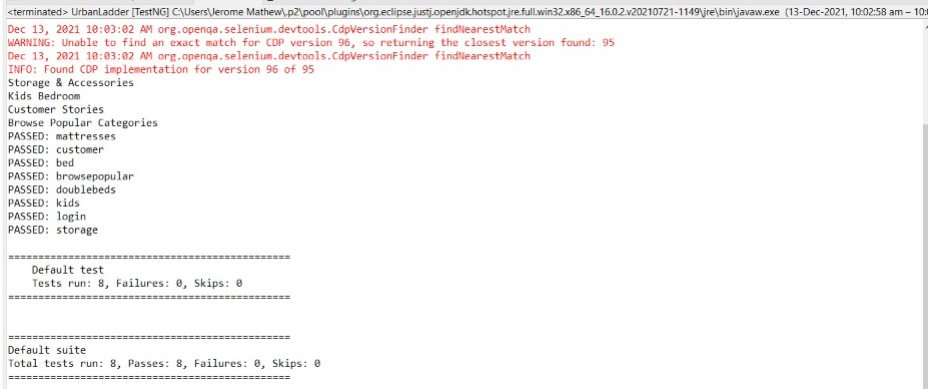 <terminated> UrbanLadder [TestNG] C:\Users\Jerome Mathew\.p2\pool\plugins\org.eclipse.justj.openjdk.hotspot.jre.full.win32.x86_64_16.0.2.v20210721-1149\jre\bin\javaw.exe (13-Dec-2021, 10:02:58 am – 10:
Dec 13, 2021 10:03:02 AM org.openqa.selenium.devtools.CdpVersionFinder findNearestMatch
WARNING: Unable to find an exact match for CDP version 96, so returning the closest version found: 95
Dec 13, 2021 10:03:02 AM org.openqa.selenium.devtools.CdpVersionFinder findNearestMatch
INFO: Found CDP implementation for version 96 of 95
Storage & Accessories
Kids Bedroom
Customer Stories
Browse Popular Categories
PASSED: mattresses
PASSED: customer
PASSED: bed
PASSED: browsepopular
PASSED: doublebeds
PASSED: kids
PASSED: login
PASSED: storage
===============================================
Default test
Tests run: 8, Failures: 0, Skips: 0
===============================================
===============================================
Default suite
Total tests run: 8, Passes: 8, Failures: 0, Skips: 0
===============================================